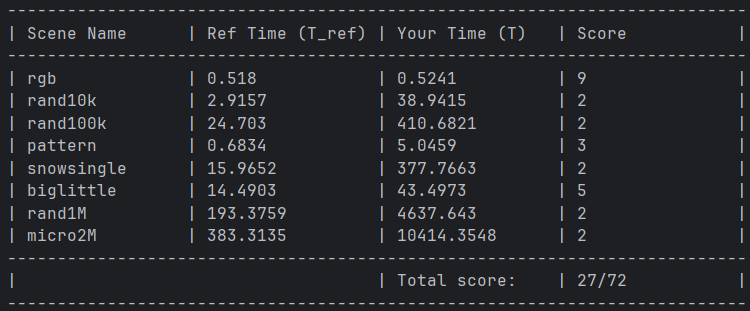 -------------------------------------------------------------------------
| Scene Name      | Ref Time (T_ref) | Your Time (T)   | Score           |
-------------------------------------------------------------------------
| rgb             | 0.518            | 0.5241          | 9               |
| rand10k         | 2.9157           | 38.9415         | 2               |
| rand100k        | 24.703           | 410.6821        | 2               |
| pattern         | 0.6834           | 5.0459          | 3               |
| snowsingle      | 15.9652          | 377.7663        | 2               |
| biglittle       | 14.4903          | 43.4973         | 5               |
| rand1M          | 193.3759         | 4637.643        | 2               |
| micro2M         | 383.3135         | 10414.3548      | 2               |
-------------------------------------------------------------------------
|                                    | Total score:    | 27/72           |
-------------------------------------------------------------------------